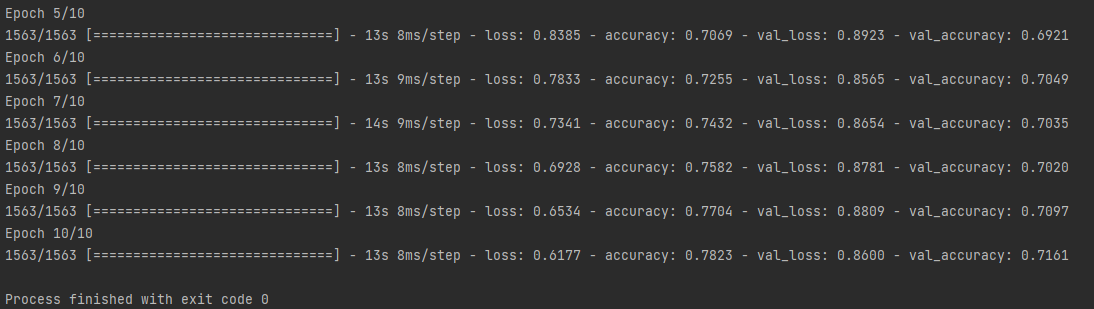 Epoch 5/10
1563/1563 [==============================] - 13s 8ms/step - loss: 0.8385 - accuracy: 0.7069 - val_loss: 0.8923 - val_accuracy: 0.6921
Epoch 6/10
1563/1563 [==============================] - 13s 9ms/step - loss: 0.7833 - accuracy: 0.7255 - val_loss: 0.8565 - val_accuracy: 0.7049
Epoch 7/10
1563/1563 [==============================] - 14s 9ms/step - loss: 0.7341 - accuracy: 0.7432 - val_loss: 0.8654 - val_accuracy: 0.7035
Epoch 8/10
1563/1563 [==============================] - 13s 8ms/step - loss: 0.6928 - accuracy: 0.7582 - val_loss: 0.8781 - val_accuracy: 0.7020
Epoch 9/10
1563/1563 [==============================] - 13s 8ms/step - loss: 0.6534 - accuracy: 0.7704 - val_loss: 0.8809 - val_accuracy: 0.7097
Epoch 10/10
1563/1563 [==============================] - 13s 8ms/step - loss: 0.6177 - accuracy: 0.7823 - val_loss: 0.8600 - val_accuracy: 0.7161
Process finished with exit code 0